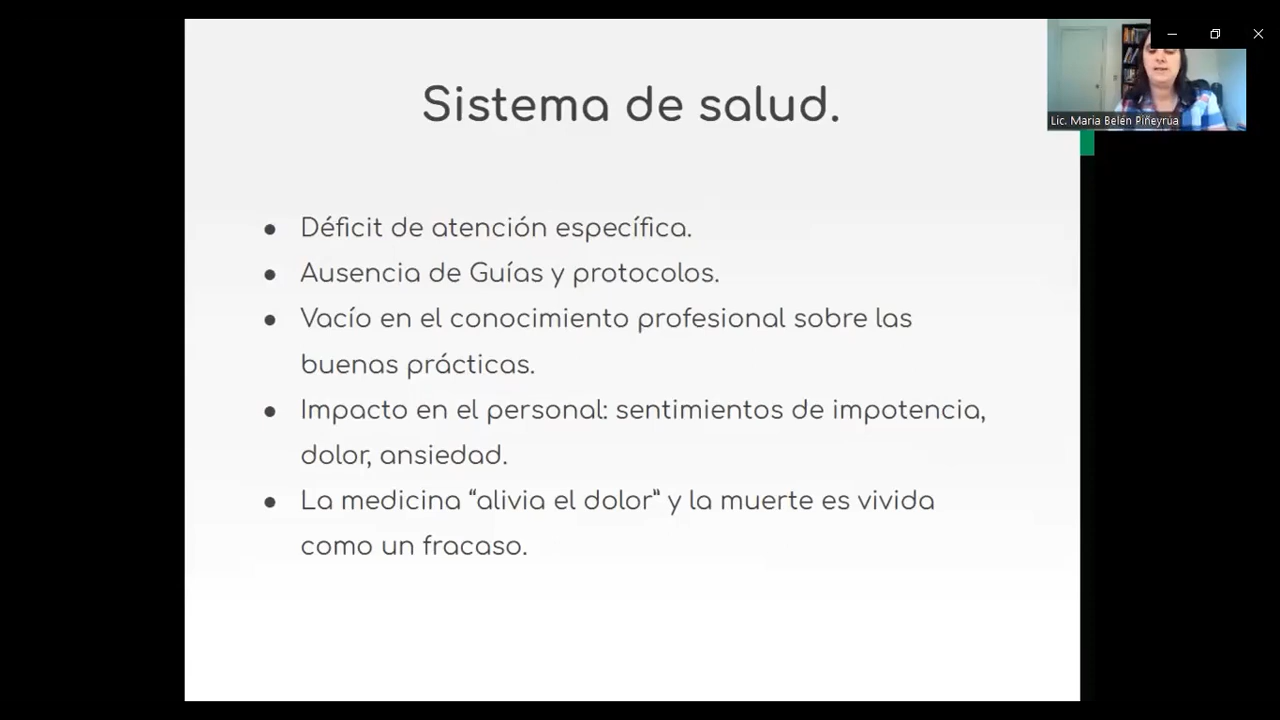 Sistema de salud.
Lic. María Belén Piñeyrúa
● Déficit de atención específica.
● Ausencia de Guías y protocolos.
● Vacío en el conocimiento profesional sobre las
buenas prácticas.
● Impacto en el personal: sentimientos de impotencia,
dolor, ansiedad.
● La medicina “alivia el dolor” y la muerte es vivida
como un fracaso.